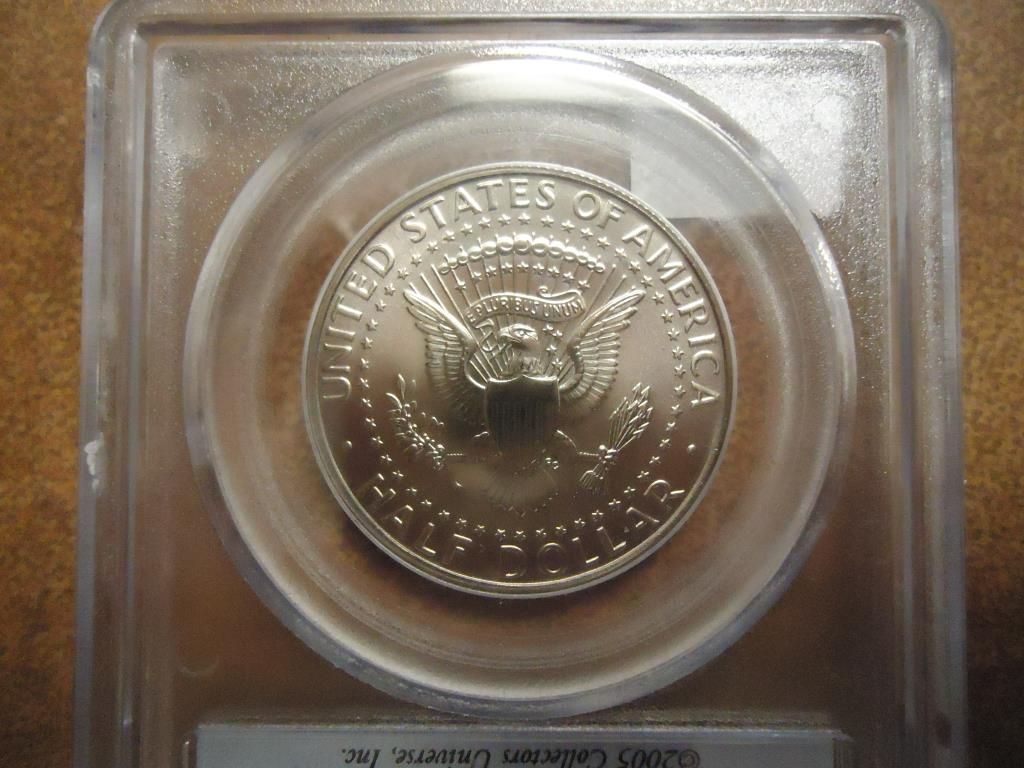 UNITED STATES OF AMERICA
E PLURIBUS UNUM
HALF DOLLAR
©2005 Collectors Universe, Inc.